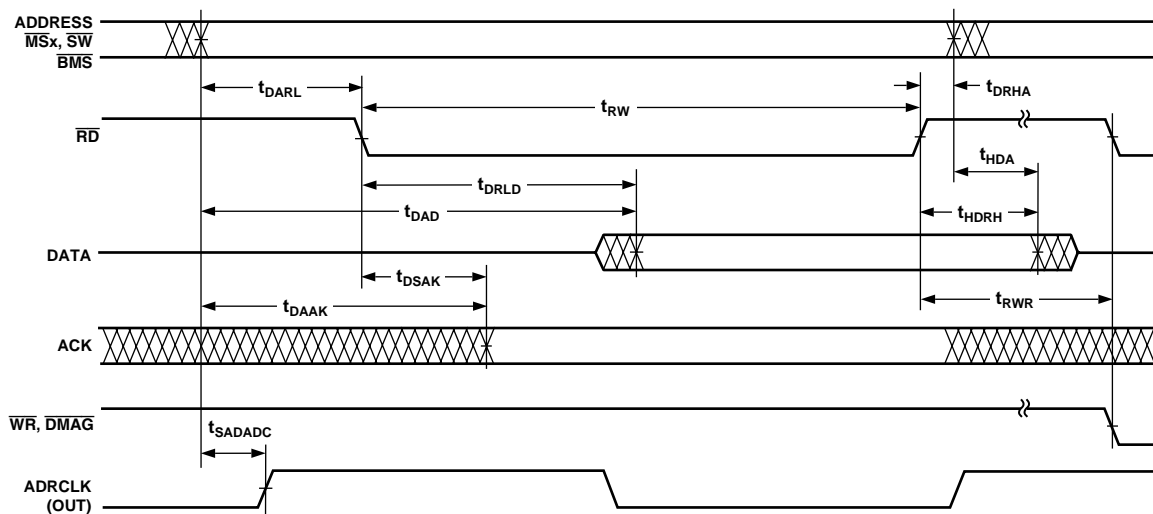 ADDRESS
MSx, SW
BMS
tDARL
tRW
tDRHA
RD
tHDA
tDRLD
tDAD
tHDRH
DATA
tDSAK
tDAAK
tRWR
ACK
WR, DMAG
tSADADC
ADRCLK
(OUT)